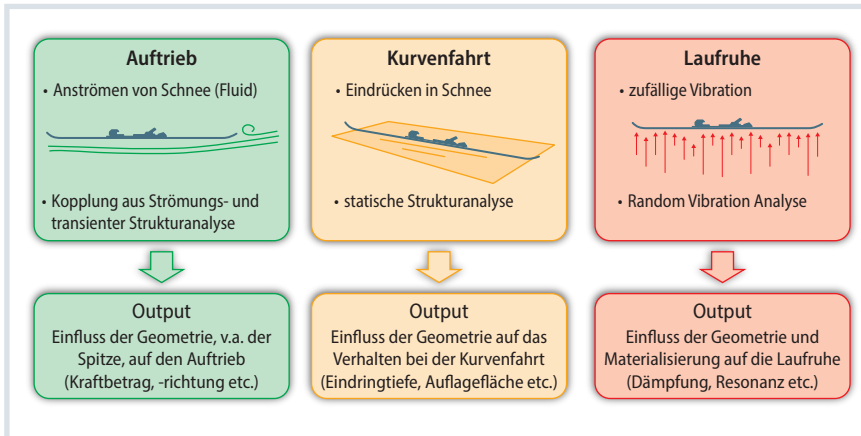 Auftrieb
• Anströmen von Schnee (Fluid)
• Kopplung aus Strömungs- und
transienter Strukturanalyse
Output
Einfluss der Geometrie, v.a. der
Spitze, auf den Auftrieb
(Kraftbetrag, -richtung etc.)
Kurvenfahrt
• Eindrücken in Schnee
• statische Strukturanalyse
Output
Einfluss der Geometrie auf das
Verhalten bei der Kurvenfahrt
(Eindringtiefe, Auflagefläche etc.)
Laufruhe
• zufällige Vibration
• Random Vibration Analyse
Output
Einfluss der Geometrie und
Materialisierung auf die Laufruhe
(Dämpfung, Resonanz etc.)